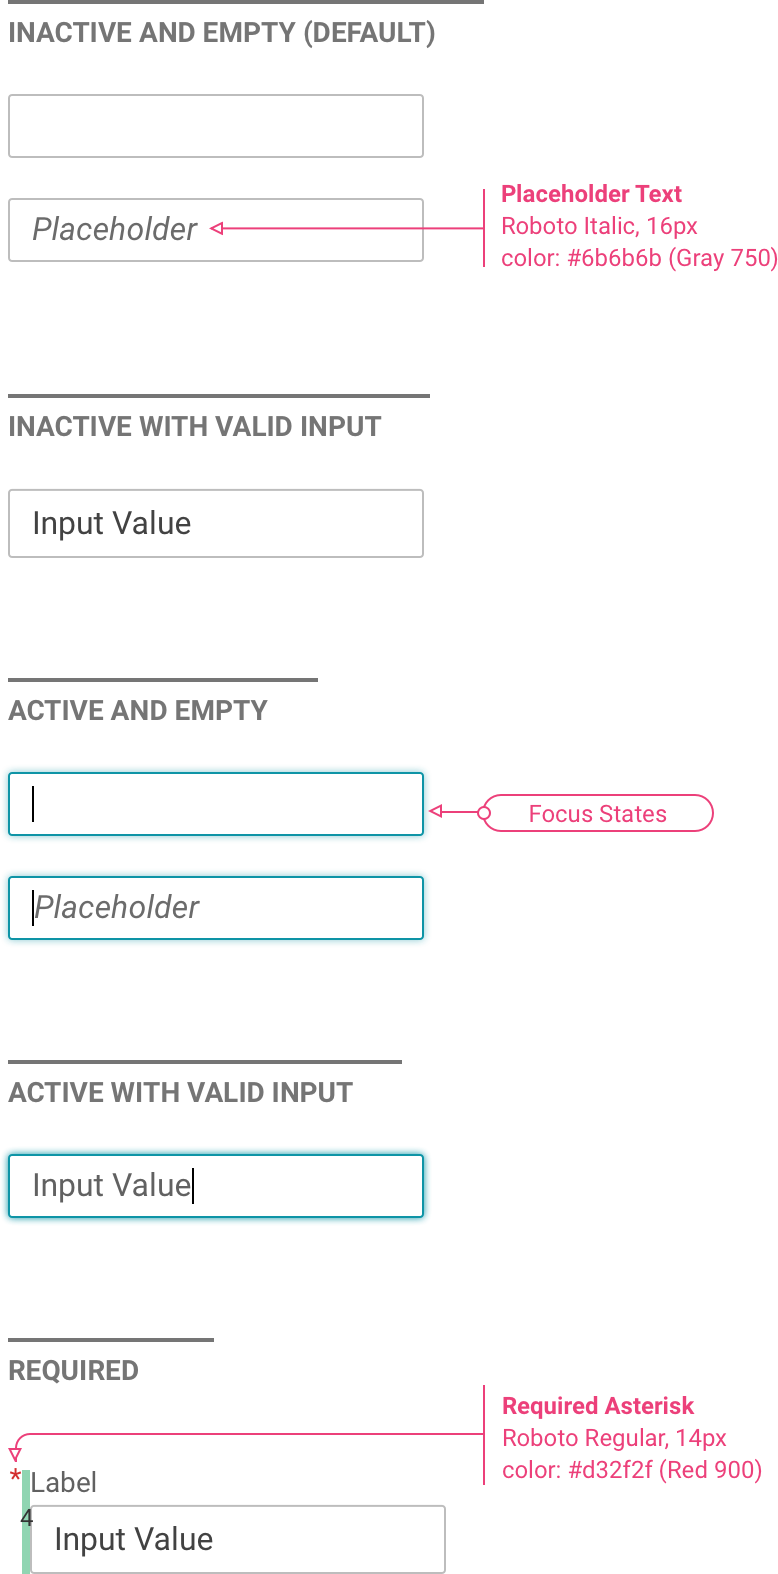 INACTIVE AND EMPTY (DEFAULT)
Placeholder
Placeholder Text
Roboto Italic, 16px
color: #6b6b6b (Gray 750)
INACTIVE WITH VALID INPUT
Input Value
ACTIVE AND EMPTY
Focus States
Placeholder
ACTIVE WITH VALID INPUT
Input Value
REQUIRED
Required Asterisk
Roboto Regular, 14px
color: #d32f2f (Red 900)
* Label
4
Input Value